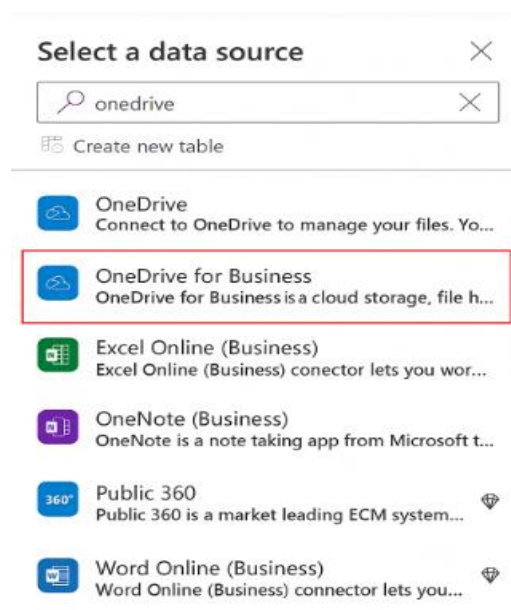 Select a data source
onedrive
Create new table
OneDrive
Connect to OneDrive to manage your files. Yo...
OneDrive for Business
OneDrive for Business is a cloud storage, file h...
Excel Online (Business)
Excel Online (Business) conector lets you wor...
OneNote (Business)
OneNote is a note taking app from Microsoft t...
360°
Public 360
Public 360 is a market leading ECM system...
Word Online (Business)
Word Online (Business) connector lets you...